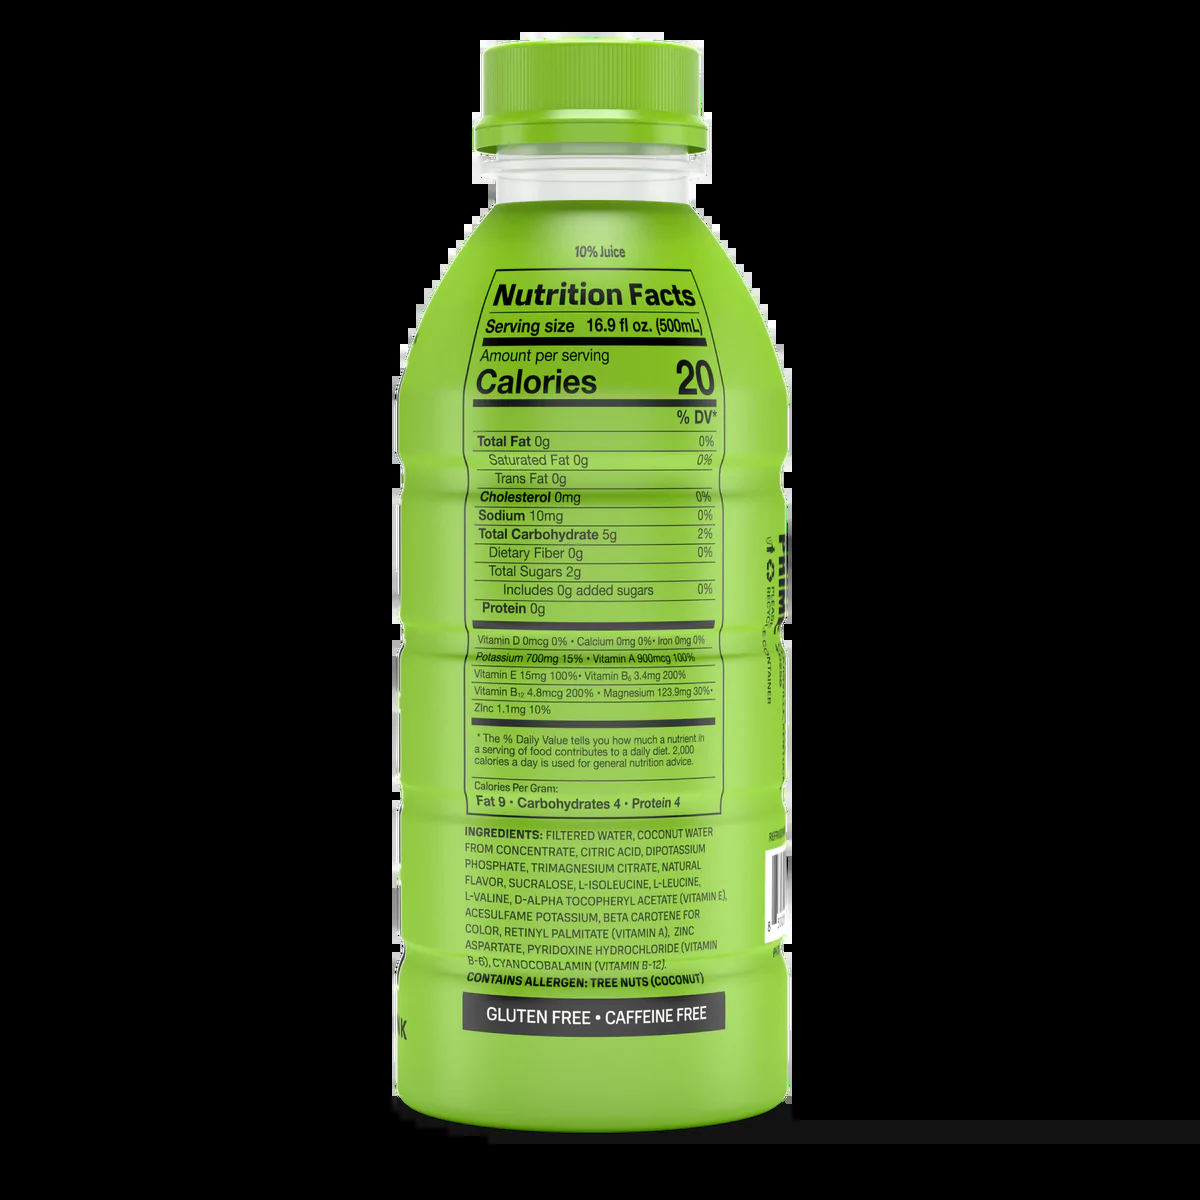 10% Juice
Nutrition Facts
Serving size 16.9 fl oz. (500mL)
Amount per serving
Calories 20
% DV*
Total Fat 0g 0%
Saturated Fat 0g 0%
Trans Fat 0g
Cholesterol 0mg 0%
Sodium 10mg 0%
Total Carbohydrate 5g 2%
Dietary Fiber 0g 0%
Total Sugars 2g
Includes 0g added sugars 0%
Protein 0g
Vitamin D 0mcg 0% • Calcium 0mg 0%• Iron 0mg 0%
Potassium 700mg 15% • Vitamin A 900mcg 100%
Vitamin E 15mg 100%• Vitamin B₆ 3.4mg 200%
Vitamin B₁₂ 4.8mcg 200% • Magnesium 123.9mg 30%•
ZInc 1.1mg 10%
* The % Daily Value tells you how much a nutrient in
a serving of food contributes to a daily diet. 2,000
calories a day is used for general nutrition advice.
Calories Per Gram:
Fat 9 • Carbohydrates 4 • Protein 4
INGREDIENTS: FILTERED WATER, COCONUT WATER
FROM CONCENTRATE, CITRIC ACID, DIPOTASSIUM
PHOSPHATE, TRIMAGNESIUM CITRATE, NATURAL
FLAVOR, SUCRALOSE, L-ISOLEUCINE, L-LEUCINE,
L-VALINE, D-ALPHA TOCOPHERYL ACETATE (VITAMIN E),
ACESULFAME POTASSIUM, BETA CAROTENE FOR
COLOR, RETINYL PALMITATE (VITAMIN A), ZINC
ASPARTATE, PYRIDOXINE HYDROCHLORIDE (VITAMIN
B-6), CYANOCOBALAMIN (VITAMIN B-12).
CONTAINS ALLERGEN: TREE NUTS (COCONUT)
GLUTEN FREE • CAFFEINE FREE
PRIME
PLEASE
RECYCLE CONTAINER